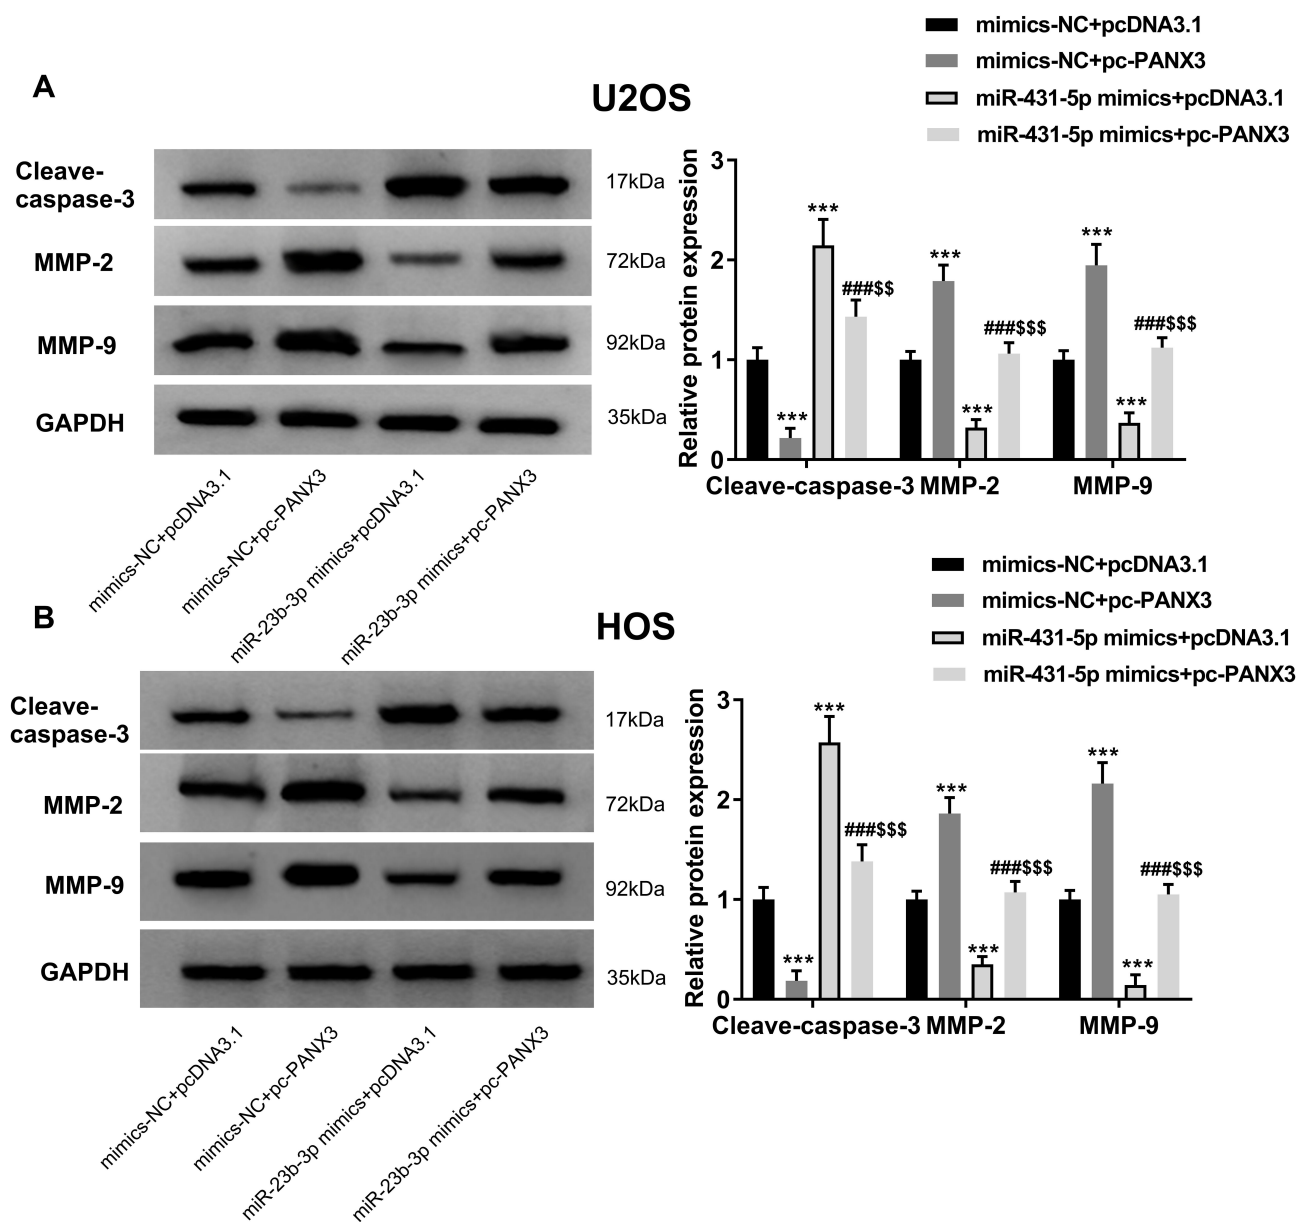 A
U2OS
mimics-NC+pcDNA3.1
mimics-NC+pc-PANX3
miR-431-5p mimics+pcDNA3.1
miR-431-5p mimics+pc-PANX3
Cleave-
caspase-3
17kDa
MMP-2
72kDa
MMP-9
92kDa
GAPDH
35kDa
mimics-NC+pcDNA3.1
mimics-NC+pc-PANX3
miR-23b-3p mimics+pcDNA3.1
miR-23b-3p mimics+pc-PANX3
Relative protein expression
3
2
1
0
***
***
###$$
***
***
###$$$
***
***
###$$$
Cleave-caspase-3
MMP-2
MMP-9
B
HOS
mimics-NC+pcDNA3.1
mimics-NC+pc-PANX3
miR-431-5p mimics+pcDNA3.1
miR-431-5p mimics+pc-PANX3
Cleave-
caspase-3
17kDa
MMP-2
72kDa
MMP-9
92kDa
GAPDH
35kDa
mimics-NC+pcDNA3.1
mimics-NC+pc-PANX3
miR-23b-3p mimics+pcDNA3.1
miR-23b-3p mimics+pc-PANX3
Relative protein expression
3
2
1
0
***
***
###$$$
***
***
###$$$
***
***
###$$$
Cleave-caspase-3
MMP-2
MMP-9